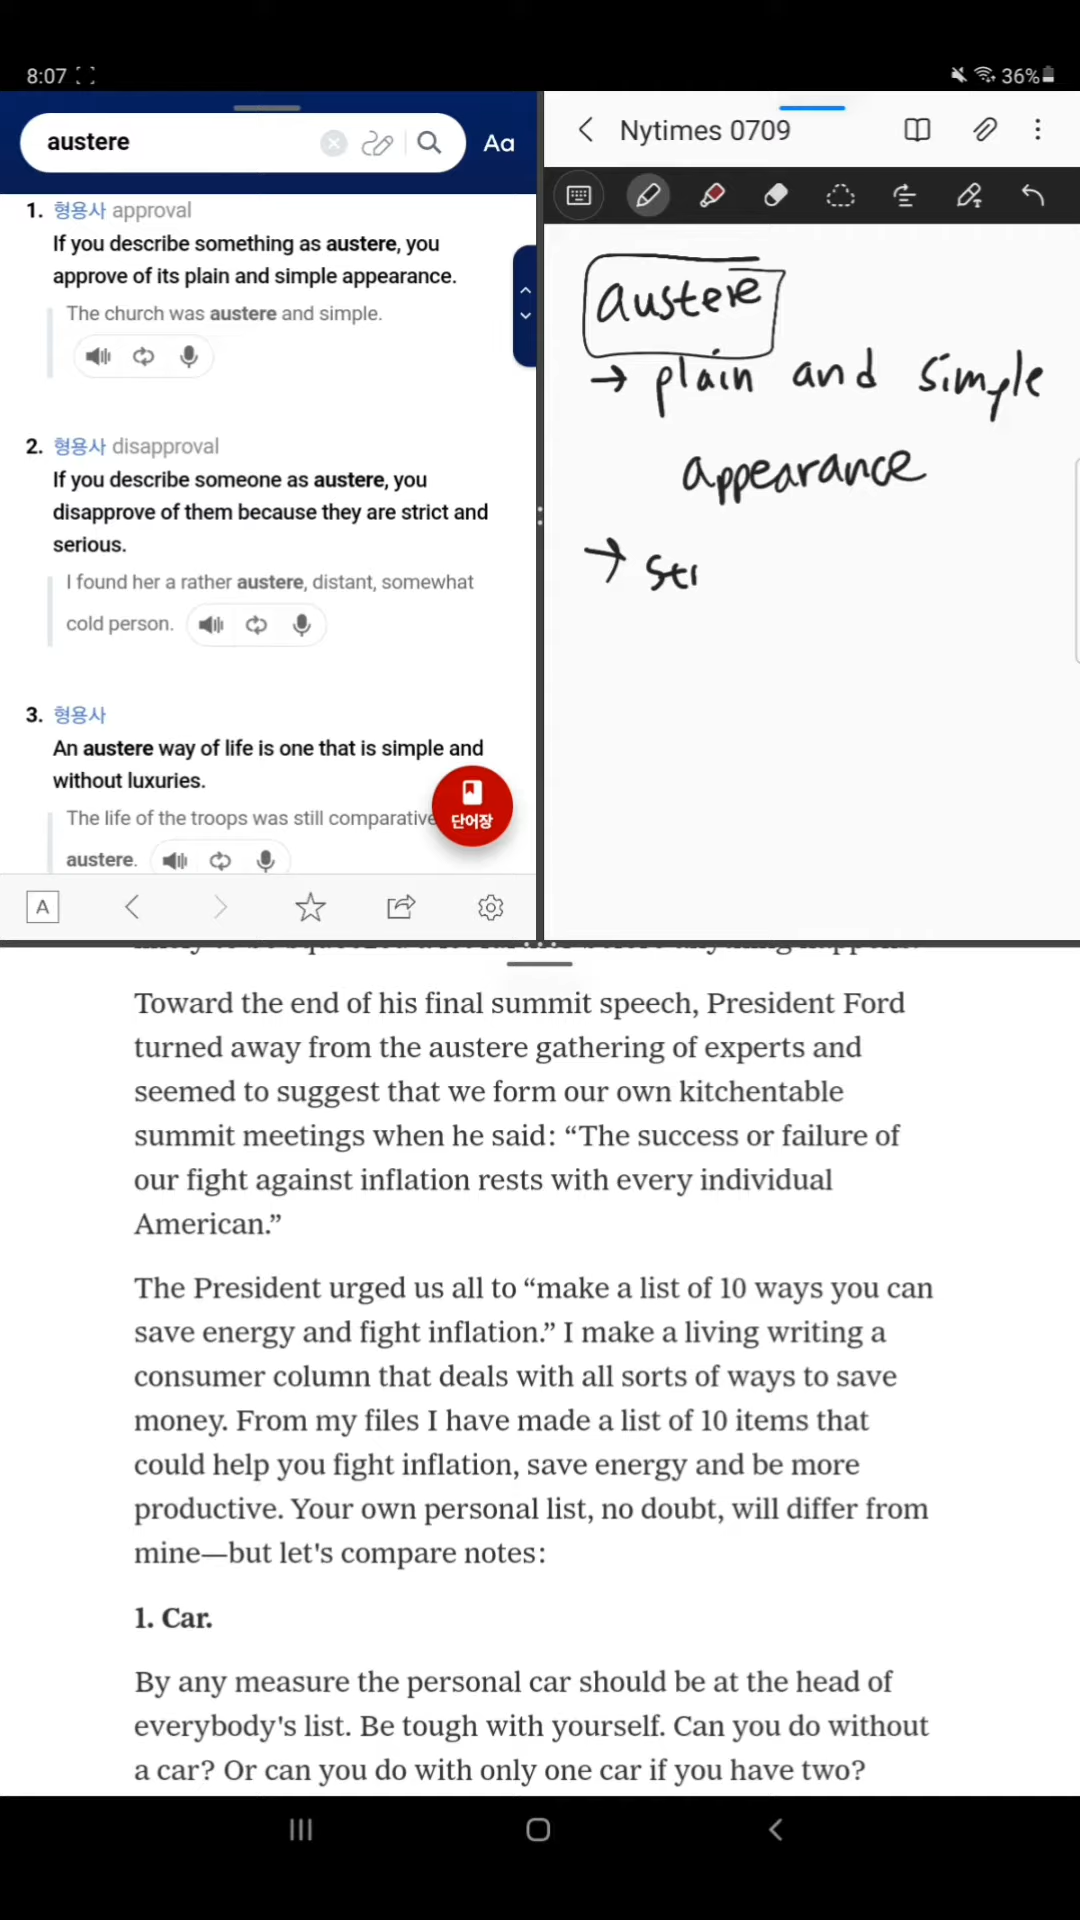 8:07
36%
austere
Aa
1. 형용사 approval
If you describe something as austere, you
approve of its plain and simple appearance.
The church was austere and simple.
2. 형용사 disapproval
If you describe someone as austere, you
disapprove of them because they are strict and
serious.
I found her a rather austere, distant, somewhat
cold person.
3. 형용사
An austere way of life is one that is simple and
without luxuries.
The life of the troops was still comparative
austere.
단어장
A
Nytimes 0709
austere
→ plain and simple
appearance
→ str
Toward the end of his final summit speech, President Ford
turned away from the austere gathering of experts and
seemed to suggest that we form our own kitchentable
summit meetings when he said: “The success or failure of
our fight against inflation rests with every individual
American.”
The President urged us all to “make a list of 10 ways you can
save energy and fight inflation.” I make a living writing a
consumer column that deals with all sorts of ways to save
money. From my files I have made a list of 10 items that
could help you fight inflation, save energy and be more
productive. Your own personal list, no doubt, will differ from
mine—but let's compare notes:
1. Car.
By any measure the personal car should be at the head of
everybody's list. Be tough with yourself. Can you do without
a car? Or can you do with only one car if you have two?